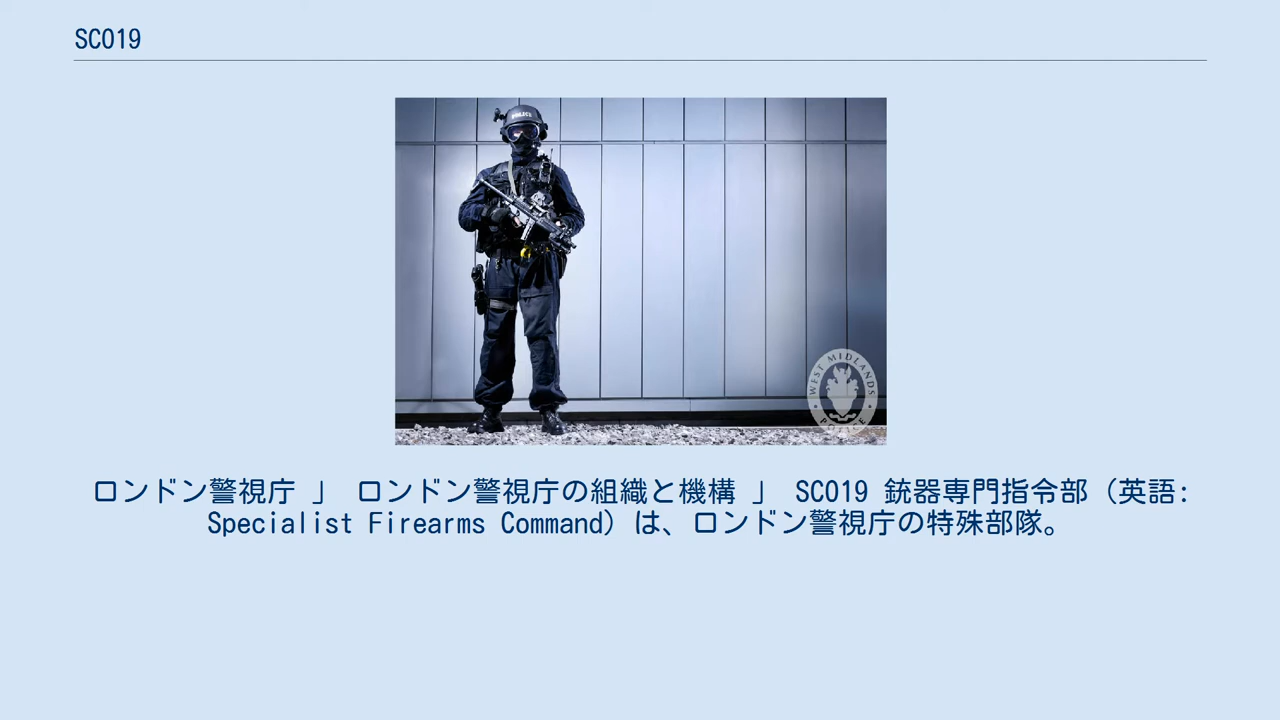 SCO19
POLICE
WEST MIDLANDS
POLICE
ロンドン警視庁 」 ロンドン警視庁の組織と機構 」 SCO19 銃器専門指令部（英語:
Specialist Firearms Command）は、ロンドン警視庁の特殊部隊。